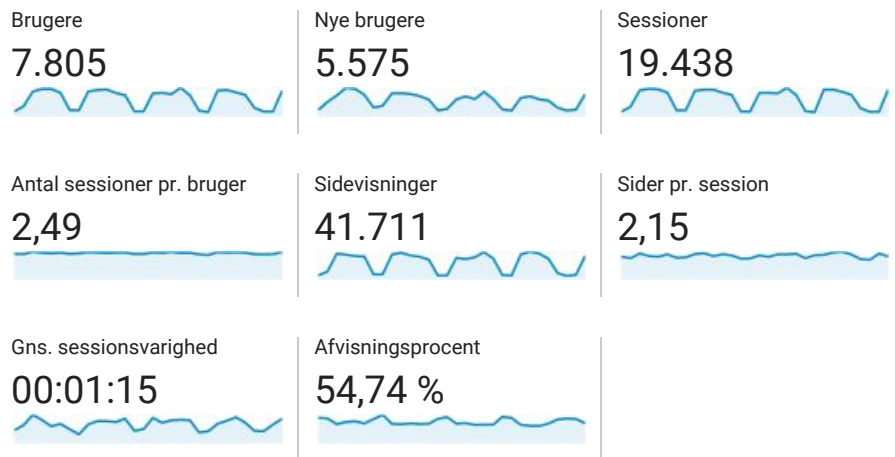 Brugere
7.805
Nye brugere
5.575
Sessioner
19.438
Antal sessioner pr. bruger
2,49
Sidevisninger
41.711
Sider pr. session
2,15
Gns. sessionsvarighed
00:01:15
Afvisningsprocent
54,74 %